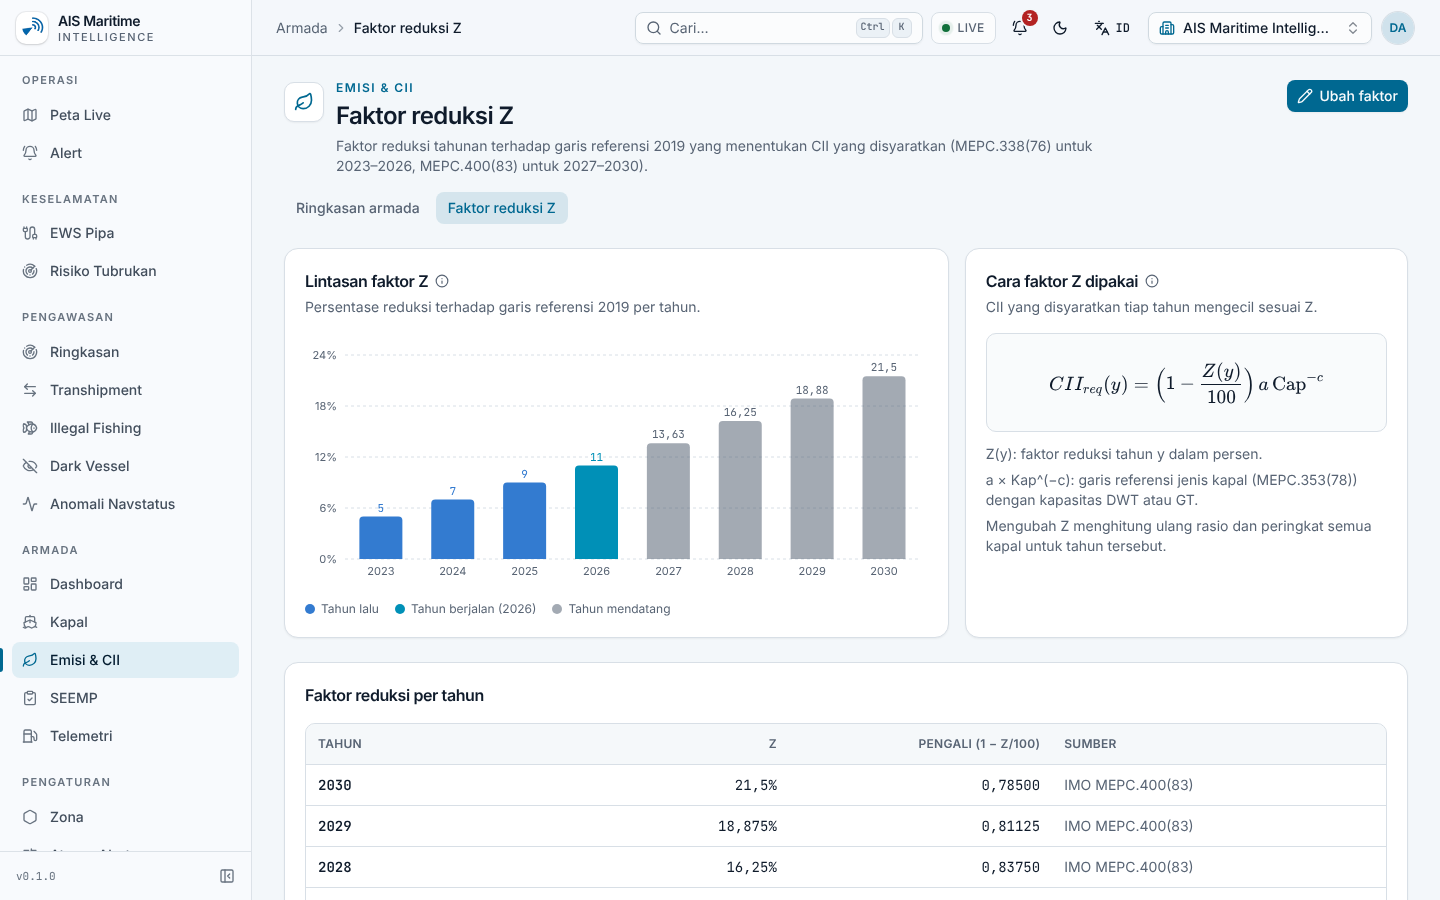 AIS Maritime
INTELLIGENCE
Armada > Faktor reduksi Z
Cari... Ctrl K
LIVE
3
ID
AIS Maritime Intellig...
DA
OPERASI
Peta Live
Alert
KESELAMATAN
EWS Pipa
Risiko Tubrukan
PENGAWASAN
Ringkasan
Transhipment
Illegal Fishing
Dark Vessel
Anomali Navstatus
ARMADA
Dashboard
Kapal
Emisi & CII
SEEMP
Telemetri
PENGATURAN
Zona
v0.1.0
EMISI & CII
Faktor reduksi Z
Ubah faktor
Faktor reduksi tahunan terhadap garis referensi 2019 yang menentukan CII yang disyaratkan (MEPC.338(76) untuk
2023–2026, MEPC.400(83) untuk 2027–2030).
Ringkasan armada
Faktor reduksi Z
Lintasan faktor Z
Persentase reduksi terhadap garis referensi 2019 per tahun.
24%
18%
12%
6%
0%
5
7
9
11
13,63
16,25
18,88
21,5
2023 2024 2025 2026 2027 2028 2029 2030
Tahun lalu Tahun berjalan (2026) Tahun mendatang
Cara faktor Z dipakai
CII yang disyaratkan tiap tahun mengecil sesuai Z.
CII_req(y) = (1 − Z(y)/100) a Cap^−c
Z(y): faktor reduksi tahun y dalam persen.
a × Kap^(−c): garis referensi jenis kapal (MEPC.353(78))
dengan kapasitas DWT atau GT.
Mengubah Z menghitung ulang rasio dan peringkat semua
kapal untuk tahun tersebut.
Faktor reduksi per tahun
TAHUN Z PENGALI (1 − Z/100) SUMBER
2030 21,5% 0,78500 IMO MEPC.400(83)
2029 18,875% 0,81125 IMO MEPC.400(83)
2028 16,25% 0,83750 IMO MEPC.400(83)